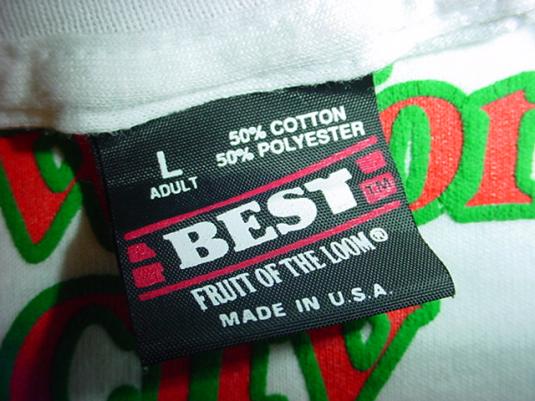 L
ADULT
50% COTTON
50% POLYESTER
BEST TM
FRUIT OF THE LOOM®
MADE IN U.S.A.